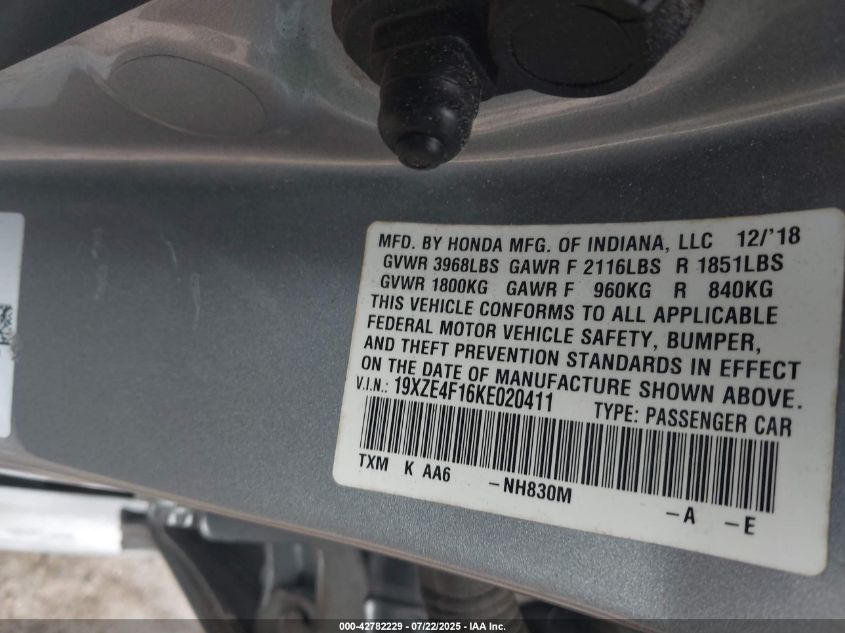 MFD. BY HONDA MFG. OF INDIANA, LLC 12/'18
GVWR 3968LBS GAWR F 2116LBS R 1851LBS
GVWR 1800KG GAWR F 960KG R 840KG
THIS VEHICLE CONFORMS TO ALL APPLICABLE
FEDERAL MOTOR VEHICLE SAFETY, BUMPER,
AND THEFT PREVENTION STANDARDS IN EFFECT
ON THE DATE OF MANUFACTURE SHOWN ABOVE.
V.I.N.: 19XZE4F16KE020411 TYPE: PASSENGER CAR
TXM K AA6 -NH830M -A -E
000-42782229 - 07/22/2025 - IAA Inc.